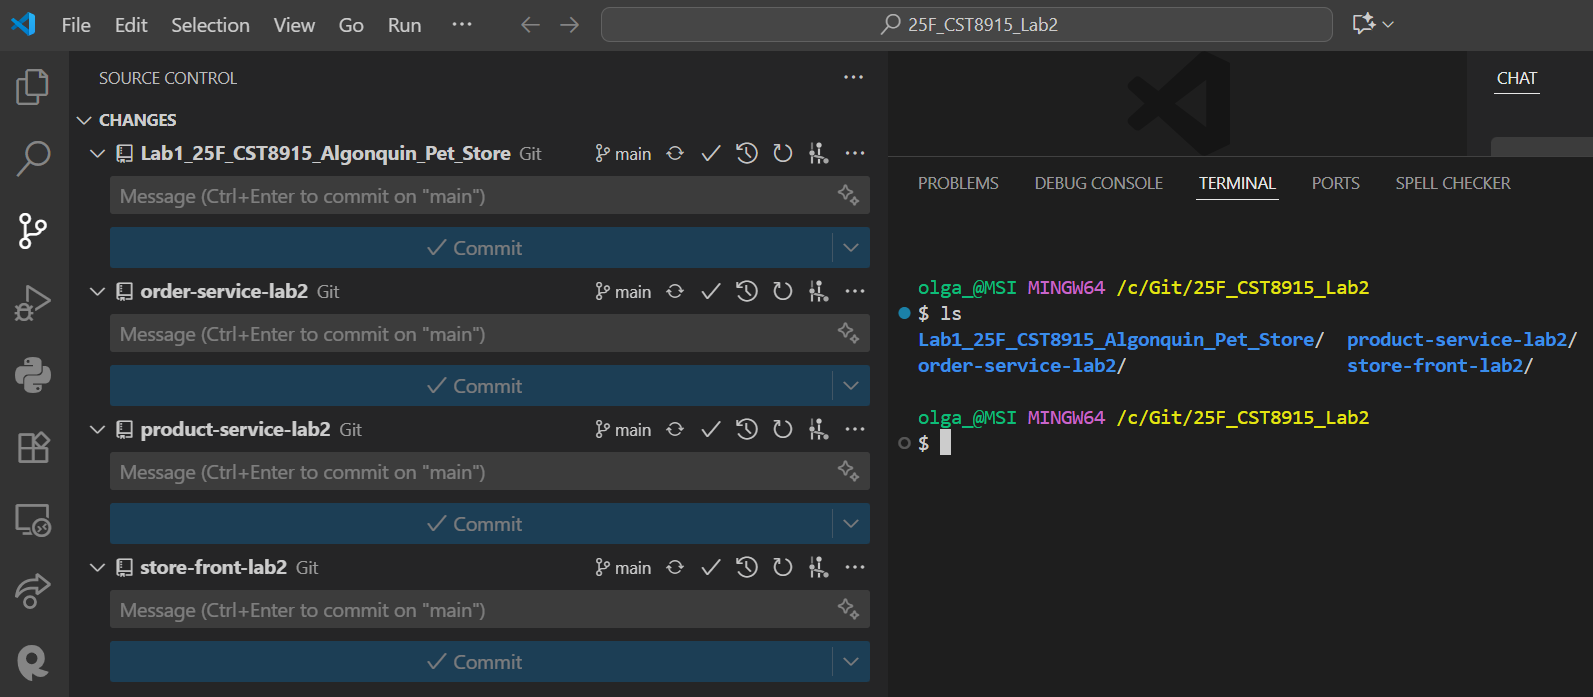 File Edit Selection View Go Run ··· 25F_CST8915_Lab2
SOURCE CONTROL ···
CHANGES
Lab1_25F_CST8915_Algonquin_Pet_Store Git main ···
Message (Ctrl+Enter to commit on "main")
Commit
order-service-lab2 Git main ···
Message (Ctrl+Enter to commit on "main")
Commit
product-service-lab2 Git main ···
Message (Ctrl+Enter to commit on "main")
Commit
store-front-lab2 Git main ···
Message (Ctrl+Enter to commit on "main")
Commit
CHAT
PROBLEMS DEBUG CONSOLE TERMINAL PORTS SPELL CHECKER
olga_@MSI MINGW64 /c/Git/25F_CST8915_Lab2
$ ls
Lab1_25F_CST8915_Algonquin_Pet_Store/ product-service-lab2/
order-service-lab2/ store-front-lab2/
olga_@MSI MINGW64 /c/Git/25F_CST8915_Lab2
$